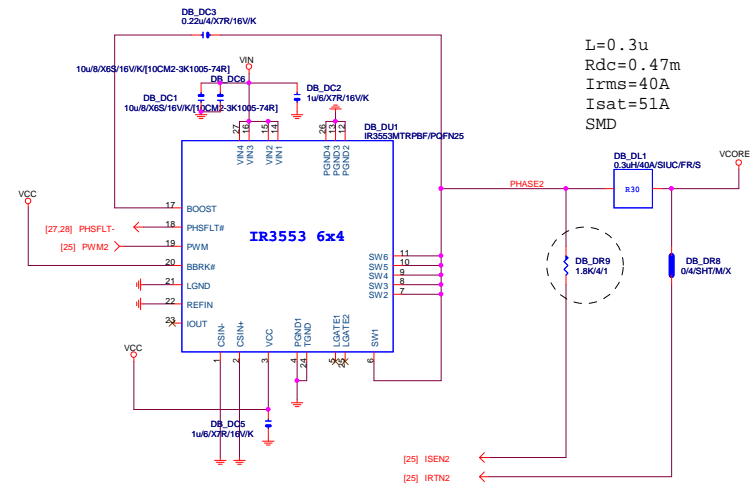 DB_DC3
0.22u/4/X7R/16V/K
L=0.3u
Rdc=0.47m
Irms=40A
Isat=51A
SMD
VIN
10u/8/X6S/16V/K/[10CM2-3K1005-74R]
DB_DC6
DB_DC1
10u/8/X6S/16V/K/[10CM2-3K1005-74R]
DB_DC2
1u/6/X7R/16V/K
DB_DU1
IR3553MTRPBF/PQFN25
27 16 15 14 26 13 12
VIN4 VIN3 VIN2 VIN1 PGND4 PGND3 PGND2
DB_DL1
0.3uH/40A/SIUC/FR/S
VCORE
R30
PHASE2
VCC
17 BOOST
[27,28] PHSFLT- 18 PHSFLT#
[25] PWM2 19 PWM
20 BBRK#
21 LGND
22 REFIN
23 IOUT
IR3553 6x4
SW6 11
SW5 10
SW4 9
SW3 8
SW2 7
DB_DR9
1.8K/4/1
DB_DR8
0/4/SHT/M/X
CSIN- CSIN+ VCC PGND1 TGND LGATE1 LGATE2 SW1
1 2 3 4 24 5 25 6
VCC
DB_DC5
1u/6/X7R/16V/K
[25] ISEN2
[25] IRTN2